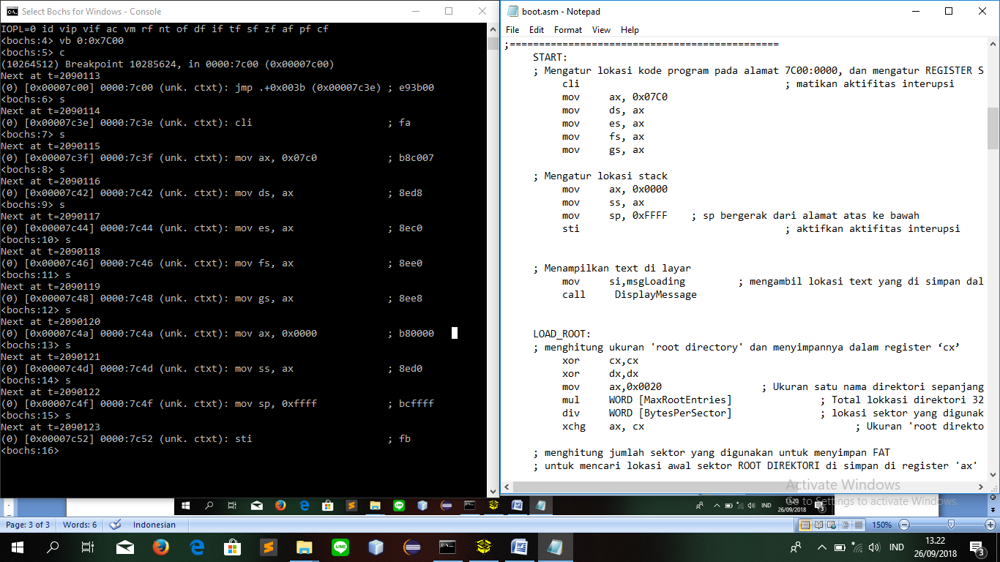 Select Bochs for Windows - Console
IOPL=0 id vip vif ac vm rf nt of df if tf sf zf af pf cf
<bochs:4> vb 0:0x7C00
<bochs:5> c
(10264512) Breakpoint 10285624, in 0000:7c00 (0x00007c00)
Next at t=2090113
(0) [0x00007c00] 0000:7c00 (unk. ctxt): jmp .+0x003b (0x00007c3e) ; e93b00
<bochs:6> s
Next at t=2090114
(0) [0x00007c3e] 0000:7c3e (unk. ctxt): cli ; fa
<bochs:7> s
Next at t=2090115
(0) [0x00007c3f] 0000:7c3f (unk. ctxt): mov ax, 0x07c0 ; b8c007
<bochs:8> s
Next at t=2090116
(0) [0x00007c42] 0000:7c42 (unk. ctxt): mov ds, ax ; 8ed8
<bochs:9> s
Next at t=2090117
(0) [0x00007c44] 0000:7c44 (unk. ctxt): mov es, ax ; 8ec0
<bochs:10> s
Next at t=2090118
(0) [0x00007c46] 0000:7c46 (unk. ctxt): mov fs, ax ; 8ee0
<bochs:11> s
Next at t=2090119
(0) [0x00007c48] 0000:7c48 (unk. ctxt): mov gs, ax ; 8ee8
<bochs:12> s
Next at t=2090120
(0) [0x00007c4a] 0000:7c4a (unk. ctxt): mov ax, 0x0000 ; b80000
<bochs:13> s
Next at t=2090121
(0) [0x00007c4d] 0000:7c4d (unk. ctxt): mov ss, ax ; 8ed0
<bochs:14> s
Next at t=2090122
(0) [0x00007c4f] 0000:7c4f (unk. ctxt): mov sp, 0xffff ; bcffff
<bochs:15> s
Next at t=2090123
(0) [0x00007c52] 0000:7c52 (unk. ctxt): sti ; fb
<bochs:16>
boot.asm - Notepad
File Edit Format View Help
;==============================================
START:
; Mengatur lokasi kode program pada alamat 7C00:0000, dan mengatur REGISTER S
cli ; matikan aktifitas interupsi
mov ax, 0x07C0
mov ds, ax
mov es, ax
mov fs, ax
mov gs, ax
; Mengatur lokasi stack
mov ax, 0x0000
mov ss, ax
mov sp, 0xFFFF ; sp bergerak dari alamat atas ke bawah
sti ; aktifkan aktifitas interupsi
; Menampilkan text di layar
mov si,msgLoading ; mengambil lokasi text yang di simpan dal
call DisplayMessage
LOAD_ROOT:
; menghitung ukuran 'root directory' dan menyimpannya dalam register ‘cx’
xor cx,cx
xor dx,dx
mov ax,0x0020 ; Ukuran satu nama direktori sepanjang
mul WORD [MaxRootEntries] ; Total lokkasi direktori 32
div WORD [BytesPerSector] ; lokasi sektor yang digunak
xchg ax, cx ; Ukuran 'root direkto
; menghitung jumlah sektor yang digunakan untuk menyimpan FAT
; untuk mencari lokasi awal sektor ROOT DIREKTORI di simpan di register 'ax'
Activate Windows
Go to Settings to activate Windows.
IND
13.20
26/09/2018
3
Page: 3 of 3 Words: 6 Indonesian 150%
LINE
IND
13.22
26/09/2018
3